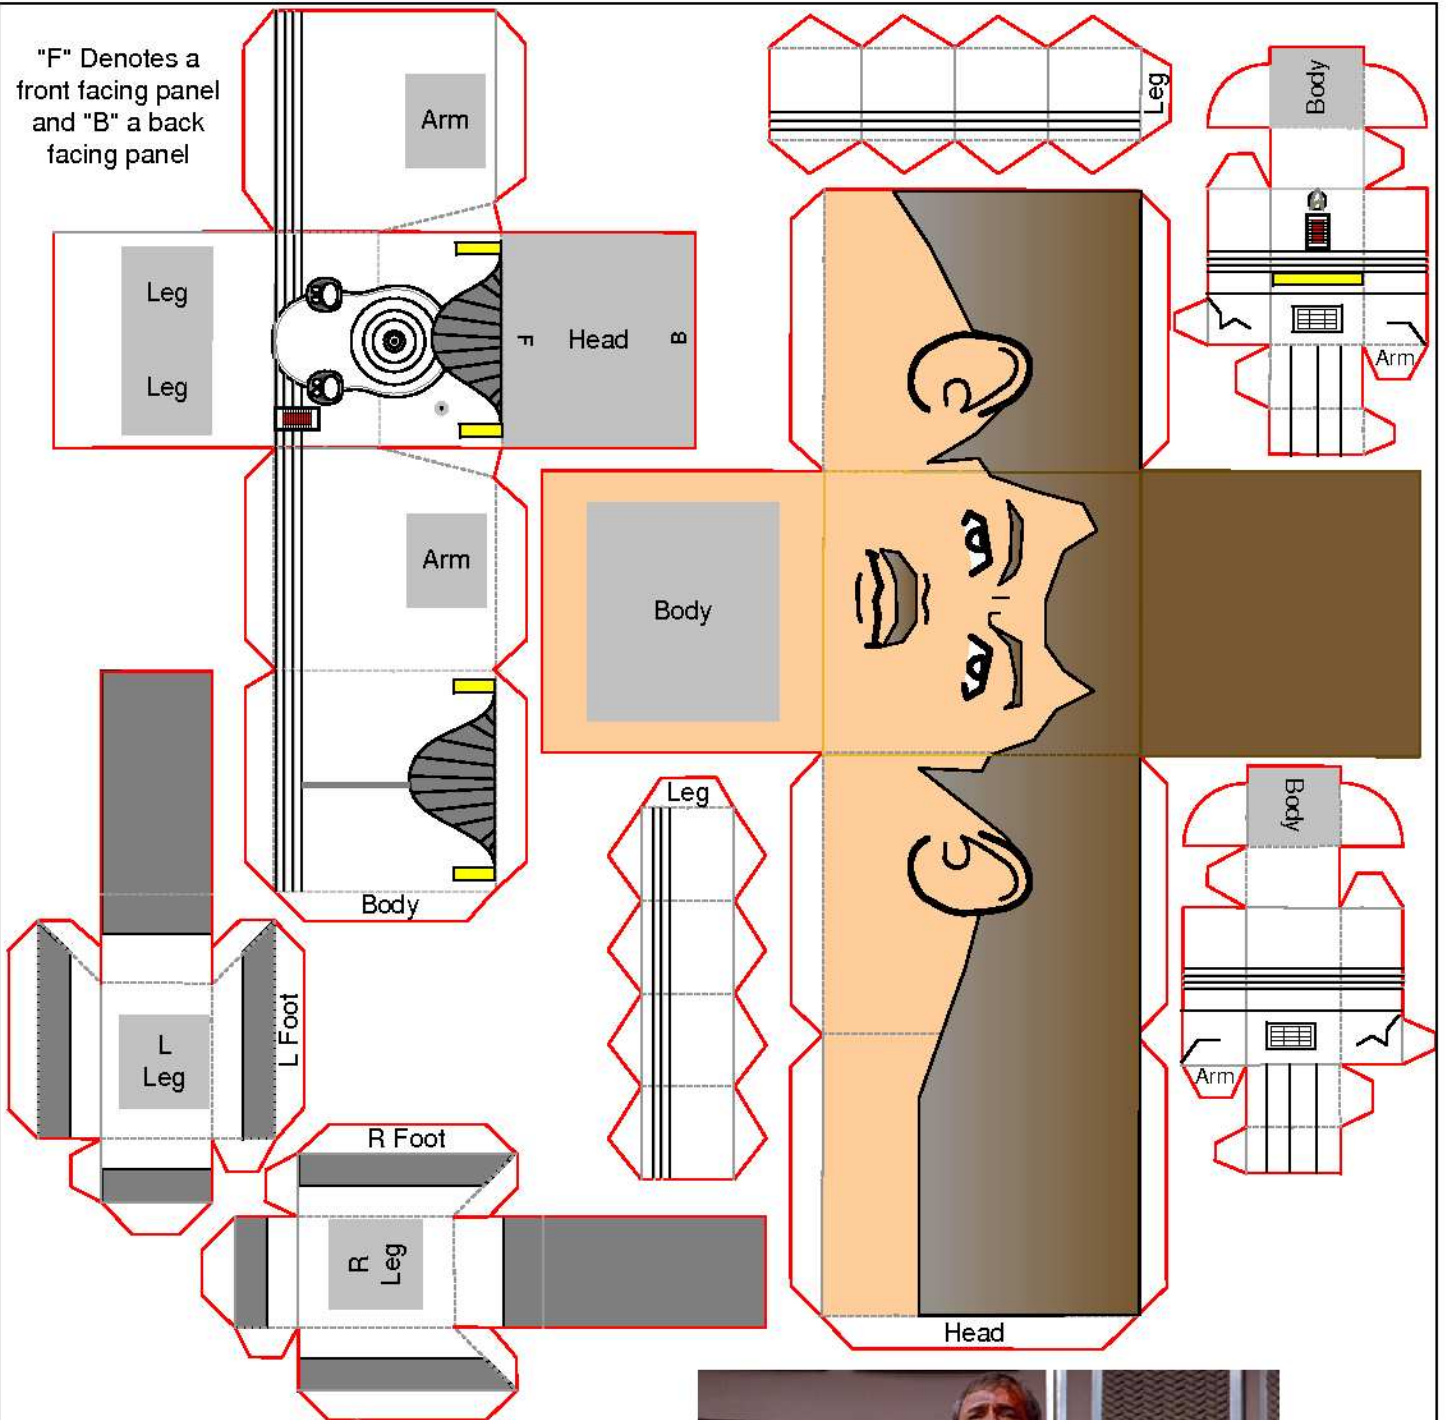 "F" Denotes a
front facing panel
and "B" a back
facing panel
Arm
Leg
Body
Leg
Leg
F
Head
B
Arm
Arm
Body
Body
Leg
Body
Body
L
Leg
L Foot
Arm
R Foot
R
Leg
Head